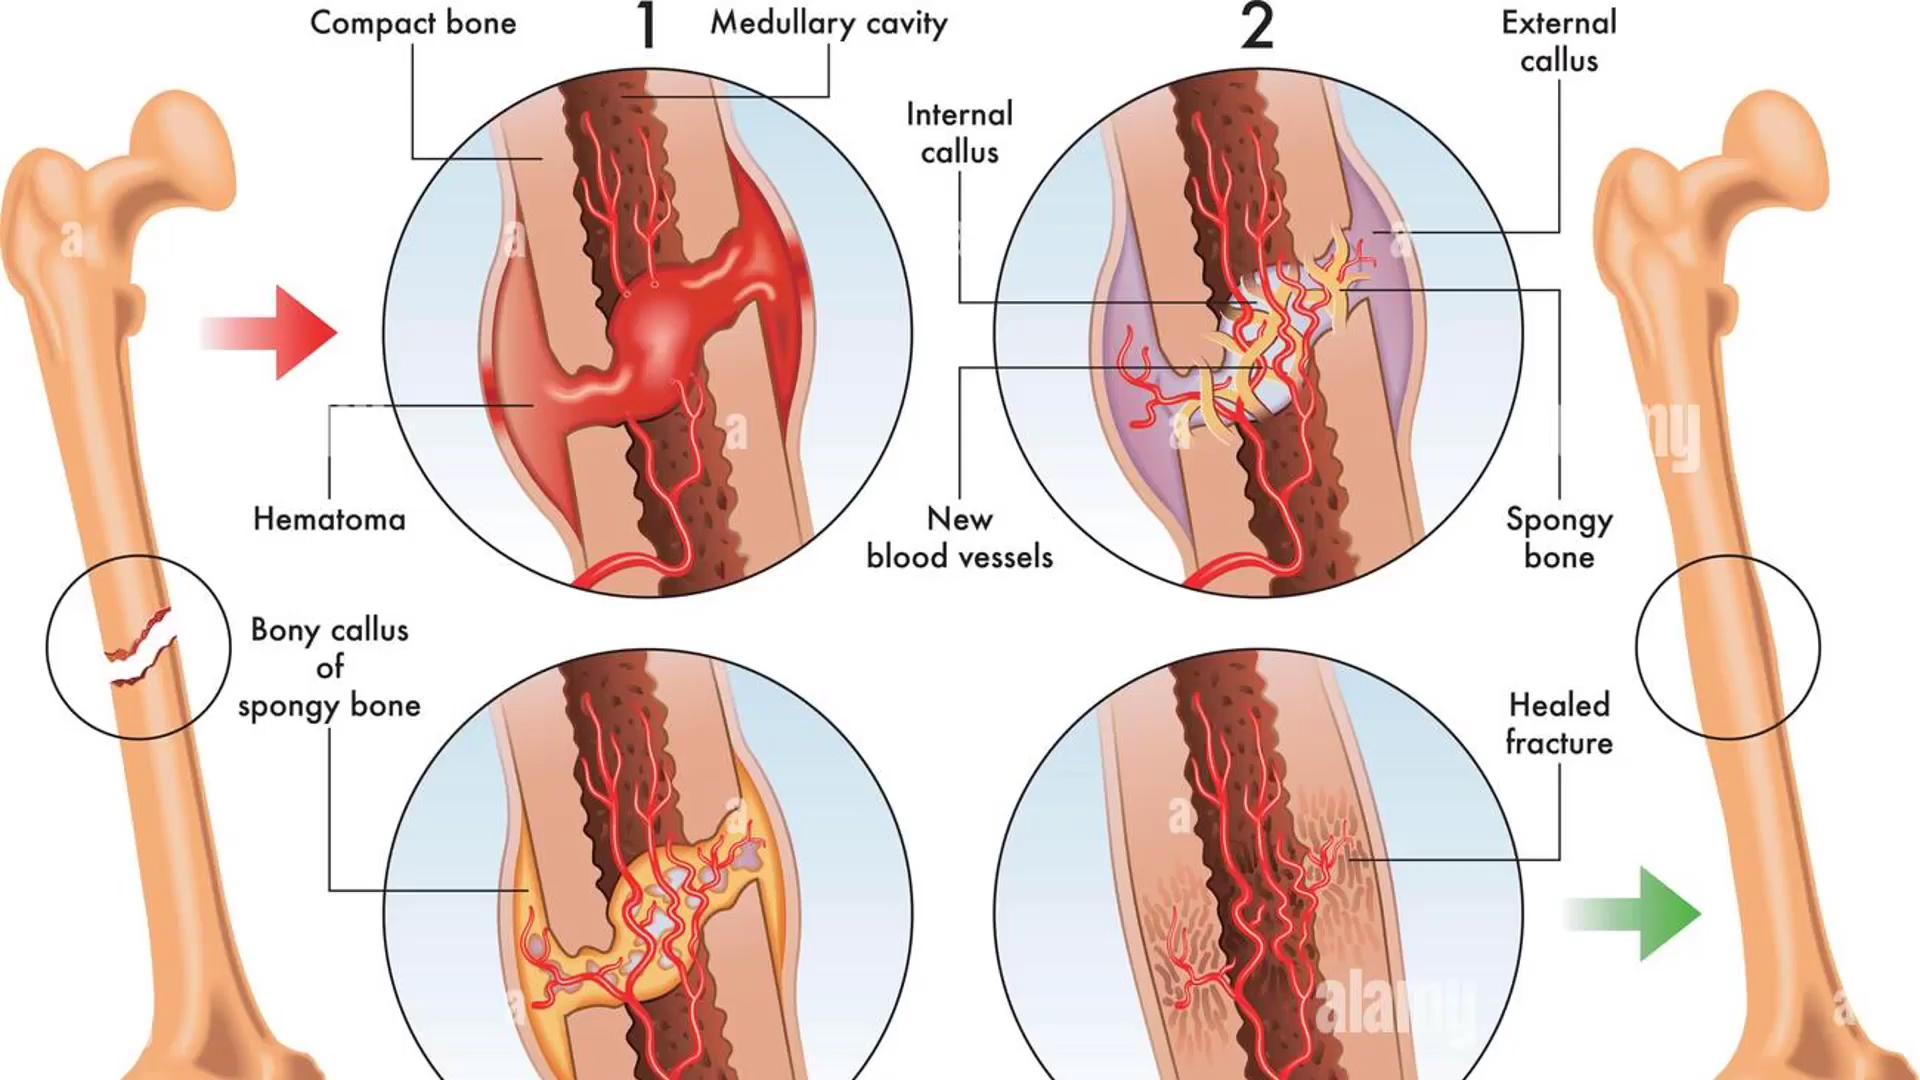 Compact bone
1
Medullary cavity
2
External
callus
Internal
callus
Hematoma
New
blood vessels
Spongy
bone
Bony callus
of
spongy bone
Healed
fracture
a
a
a
a
a
a
amy
a
a
a
alamy
a